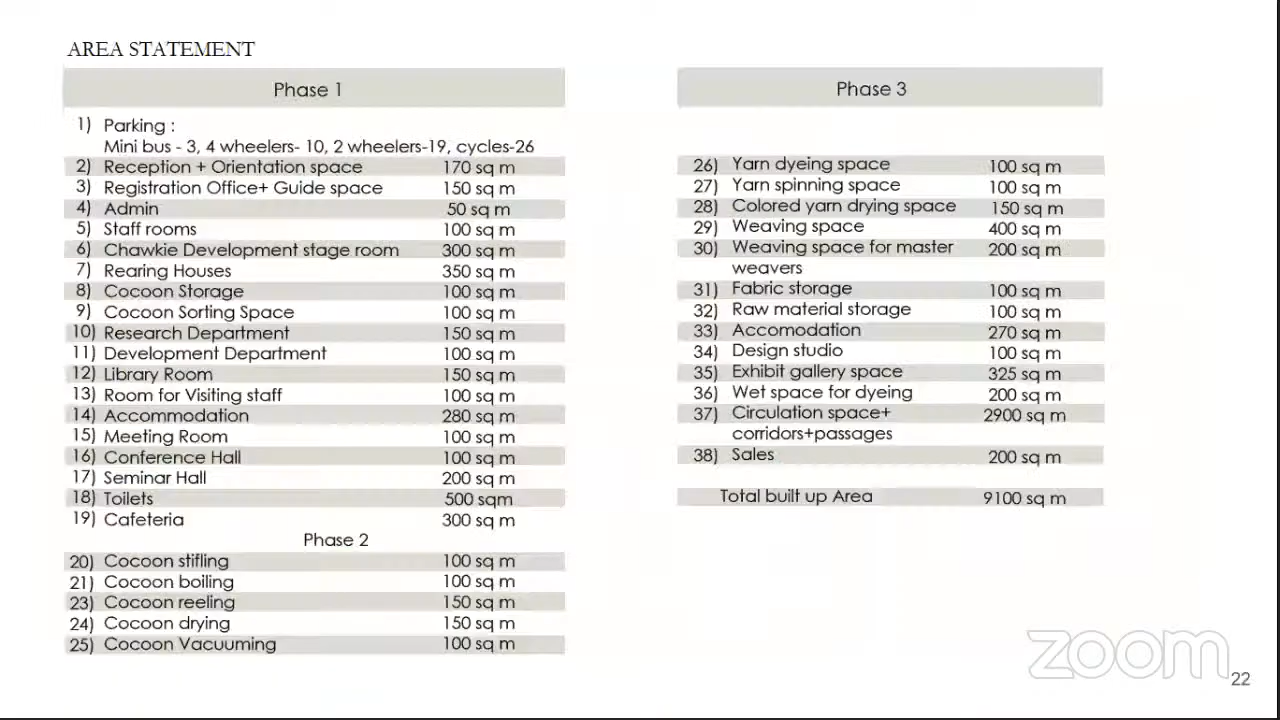 AREA STATEMENT
Phase 1
1) Parking :
Mini bus - 3, 4 wheelers- 10, 2 wheelers-19, cycles-26
2) Reception + Orientation space 170 sq m
3) Registration Office+ Guide space 150 sq m
4) Admin 50 sq m
5) Staff rooms 100 sq m
6) Chawkie Development stage room 300 sq m
7) Rearing Houses 350 sq m
8) Cocoon Storage 100 sq m
9) Cocoon Sorting Space 100 sq m
10) Research Department 150 sq m
11) Development Department 100 sq m
12) Library Room 150 sq m
13) Room for Visiting staff 100 sq m
14) Accommodation 280 sq m
15) Meeting Room 100 sq m
16) Conference Hall 100 sq m
17) Seminar Hall 200 sq m
18) Toilets 500 sqm
19) Cafeteria 300 sq m
Phase 2
20) Cocoon stifling 100 sq m
21) Cocoon boiling 100 sq m
23) Cocoon reeling 150 sq m
24) Cocoon drying 150 sq m
25) Cocoon Vacuuming 100 sq m
Phase 3
26) Yarn dyeing space 100 sq m
27) Yarn spinning space 100 sq m
28) Colored yarn drying space 150 sq m
29) Weaving space 400 sq m
30) Weaving space for master 200 sq m
weavers
31) Fabric storage 100 sq m
32) Raw material storage 100 sq m
33) Accomodation 270 sq m
34) Design studio 100 sq m
35) Exhibit gallery space 325 sq m
36) Wet space for dyeing 200 sq m
37) Circulation space+ 2900 sq m
corridors+passages
38) Sales 200 sq m
Total built up Area 9100 sq m
zoom
22